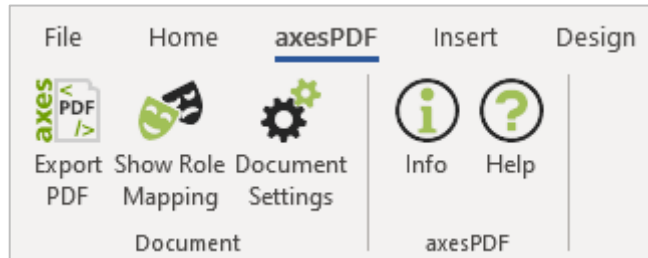 File Home axesPDF Insert Design
axes
<
PDF
/>
Export Show Role Document Info Help
PDF Mapping Settings
Document axesPDF